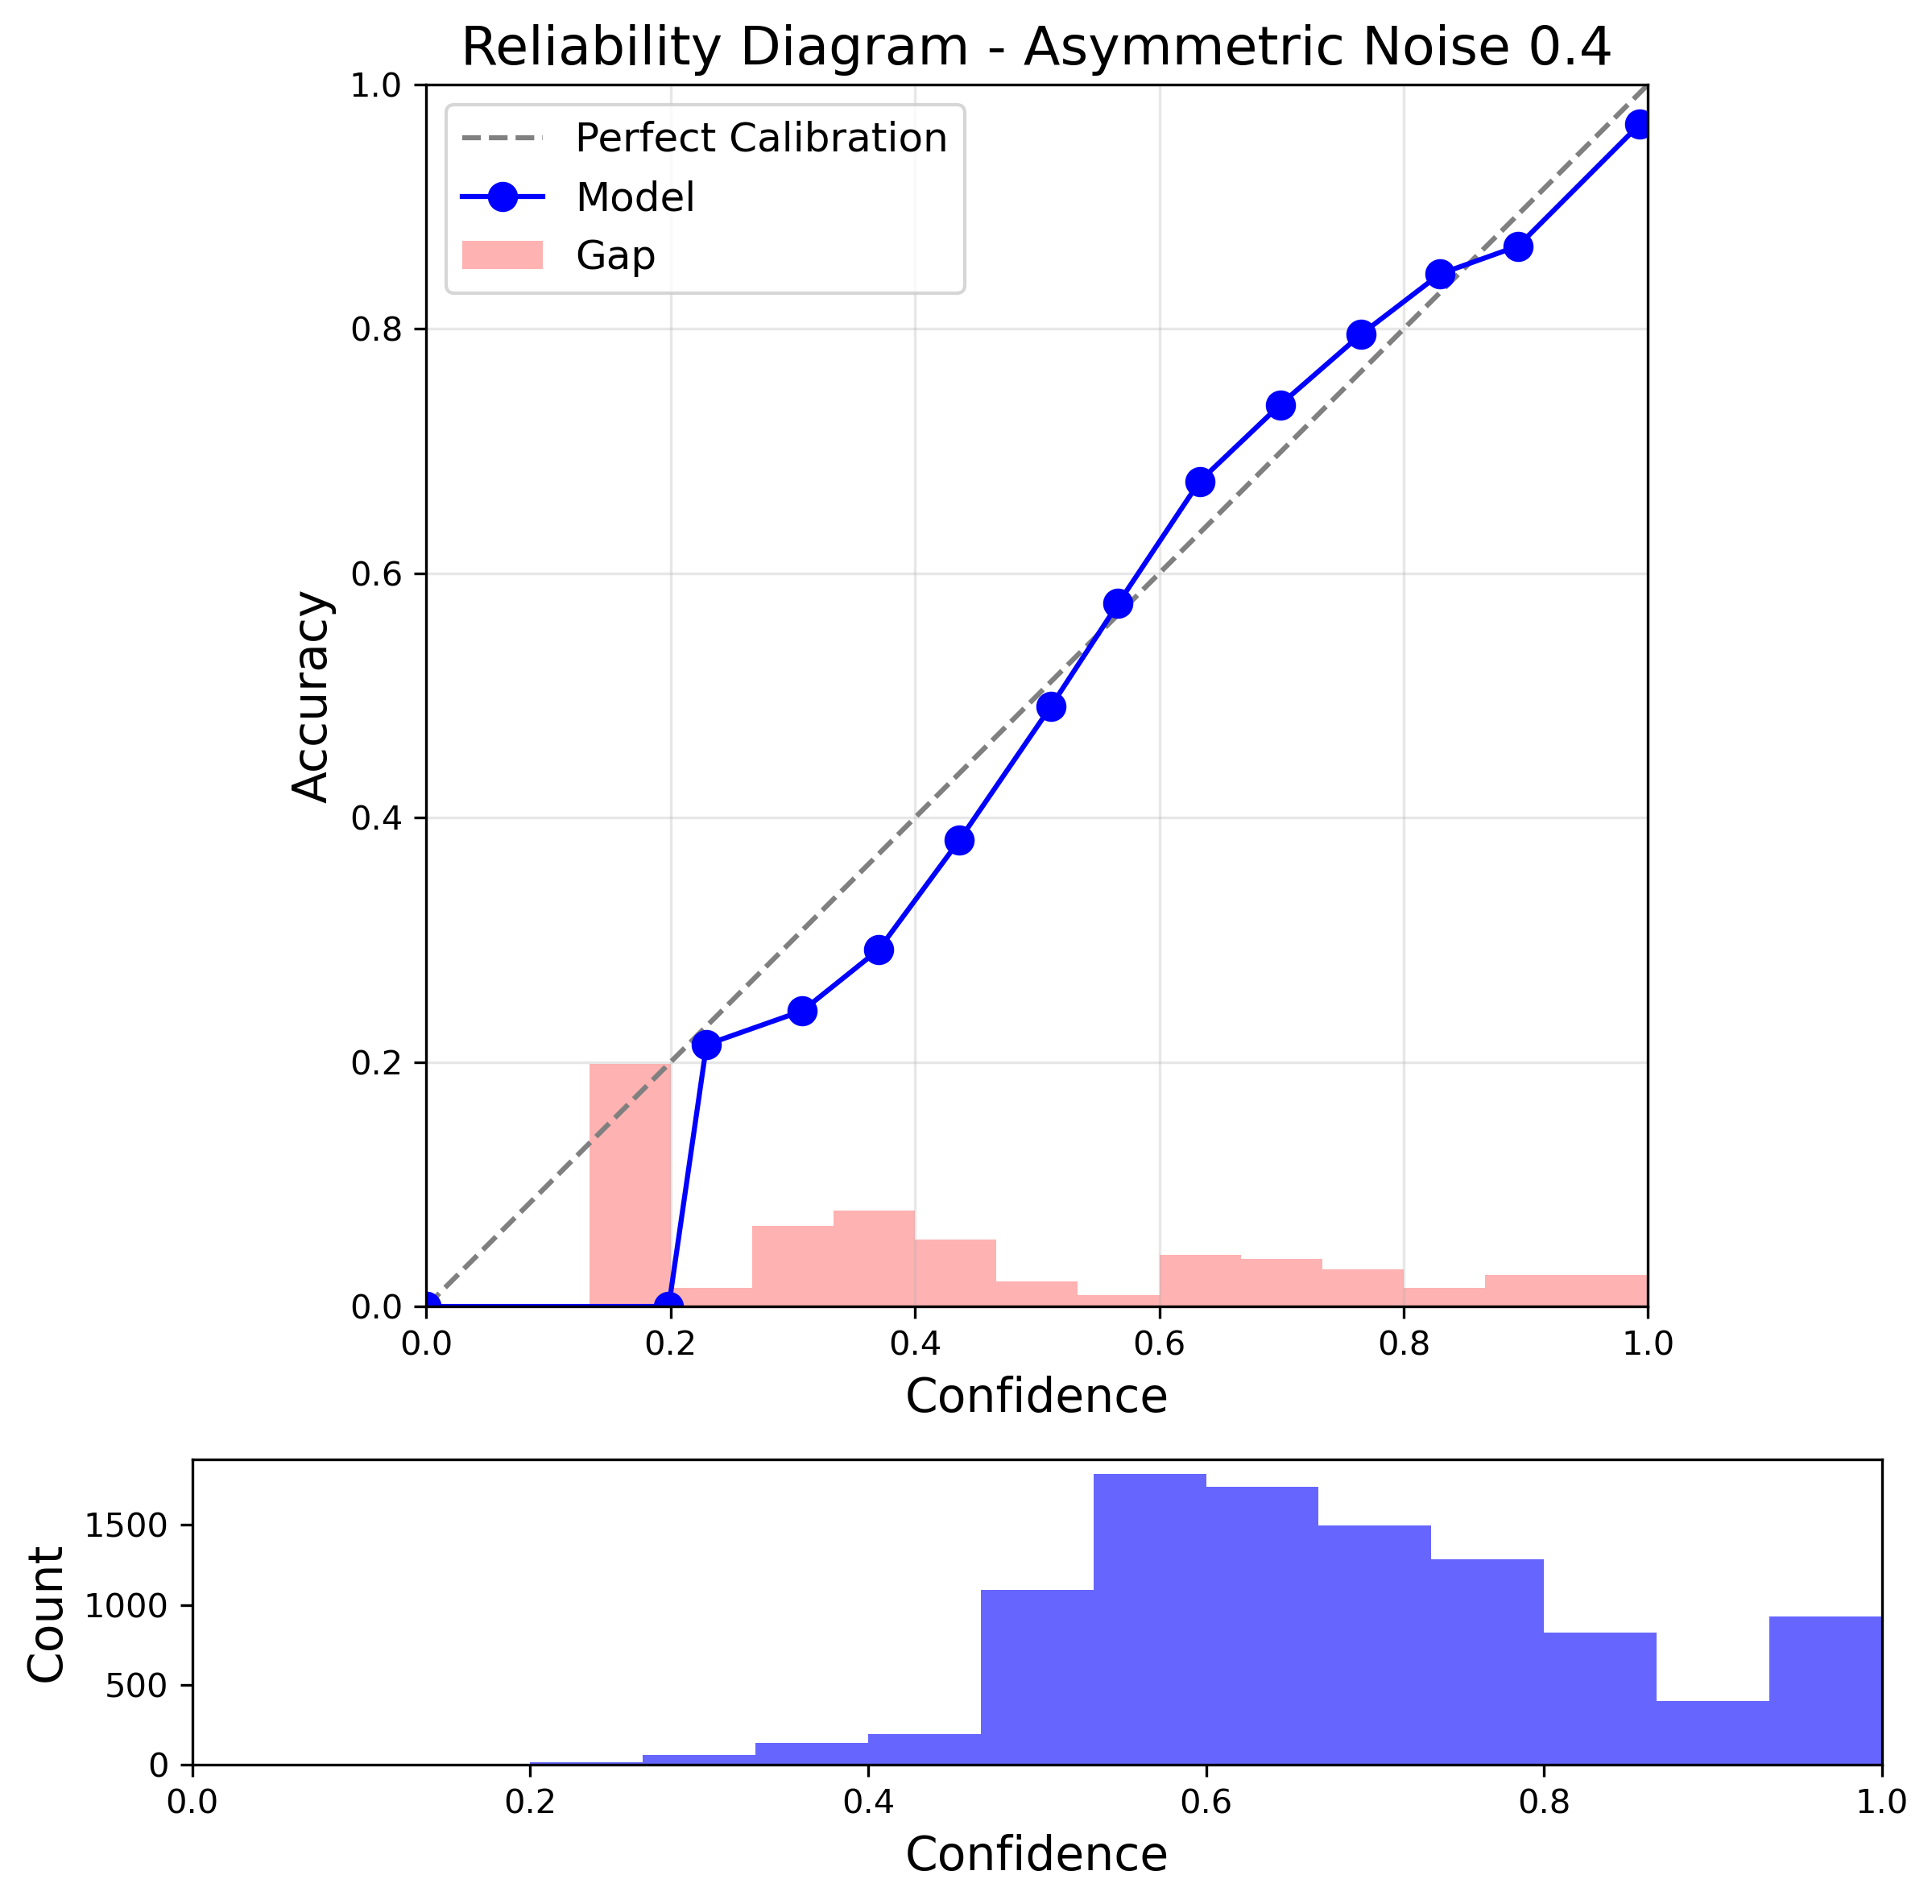 Reliability Diagram - Asymmetric Noise 0.4
1.0
Perfect Calibration
Model
Gap
0.8
0.6
0.4
0.2
0.0
Accuracy
0.0 0.2 0.4 0.6 0.8 1.0
Confidence
1500
1000
500
0
Count
0.0 0.2 0.4 0.6 0.8 1.0
Confidence